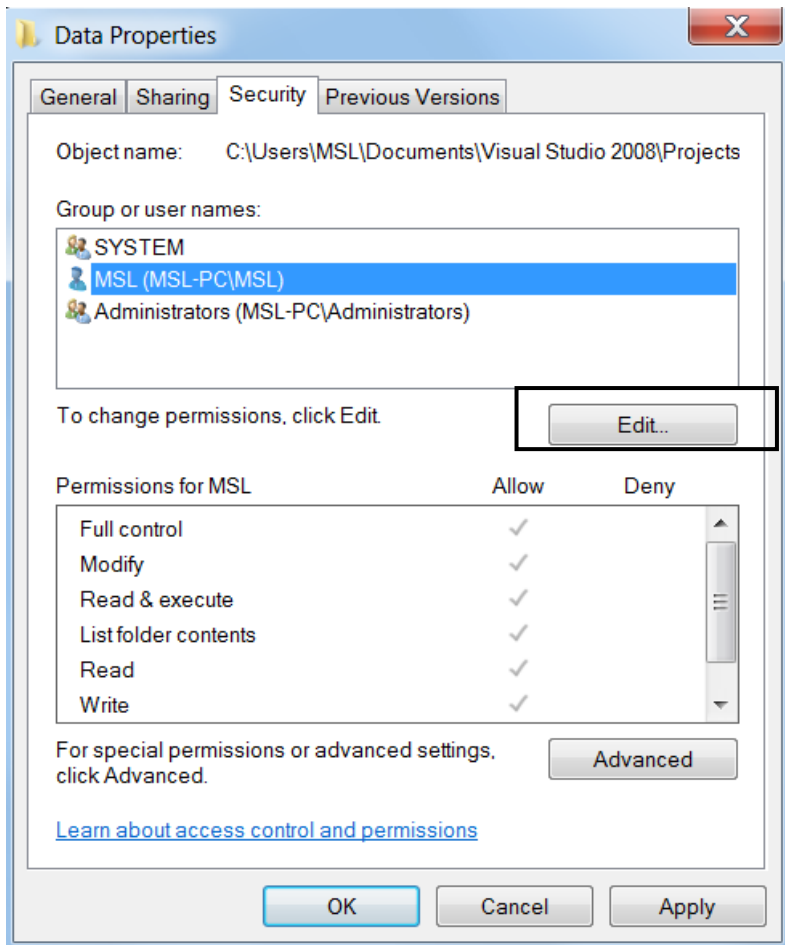 Data Properties
General Sharing Security Previous Versions
Object name: C:\Users\MSL\Documents\Visual Studio 2008\Projects
Group or user names:
SYSTEM
MSL (MSL-PC\MSL)
Administrators (MSL-PC\Administrators)
To change permissions, click Edit.
Edit...
Permissions for MSL Allow Deny
Full control
Modify
Read & execute
List folder contents
Read
Write
For special permissions or advanced settings,
click Advanced.
Advanced
Learn about access control and permissions
OK Cancel Apply